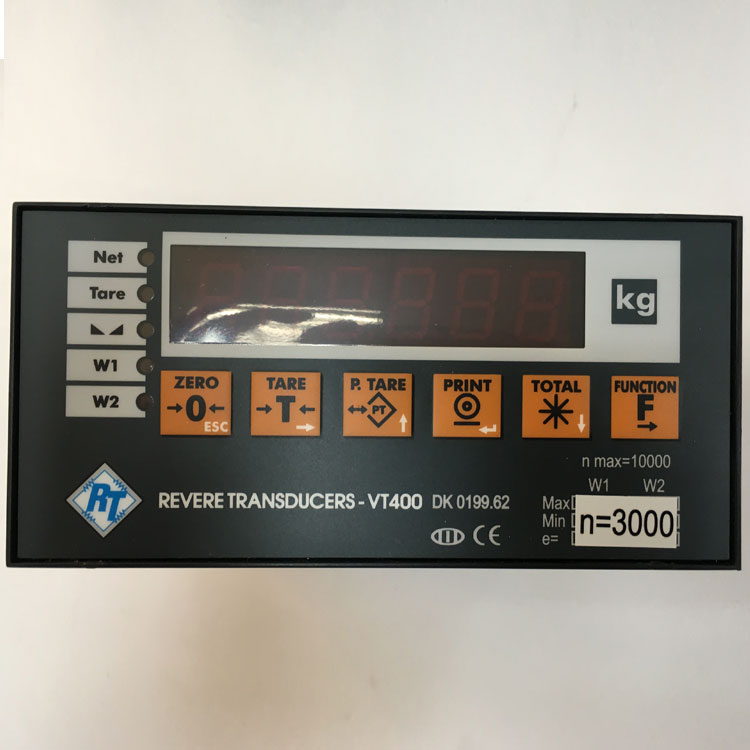 Net
Tare
W1
W2
kg
ZERO
0
ESC
TARE
T
P. TARE
PT
PRINT
TOTAL
FUNCTION
F
RT
REVERE TRANSDUCERS - VT400 DK 0199.62
III CE
n max=10000
W1 W2
Max
Min
e=
n=3000